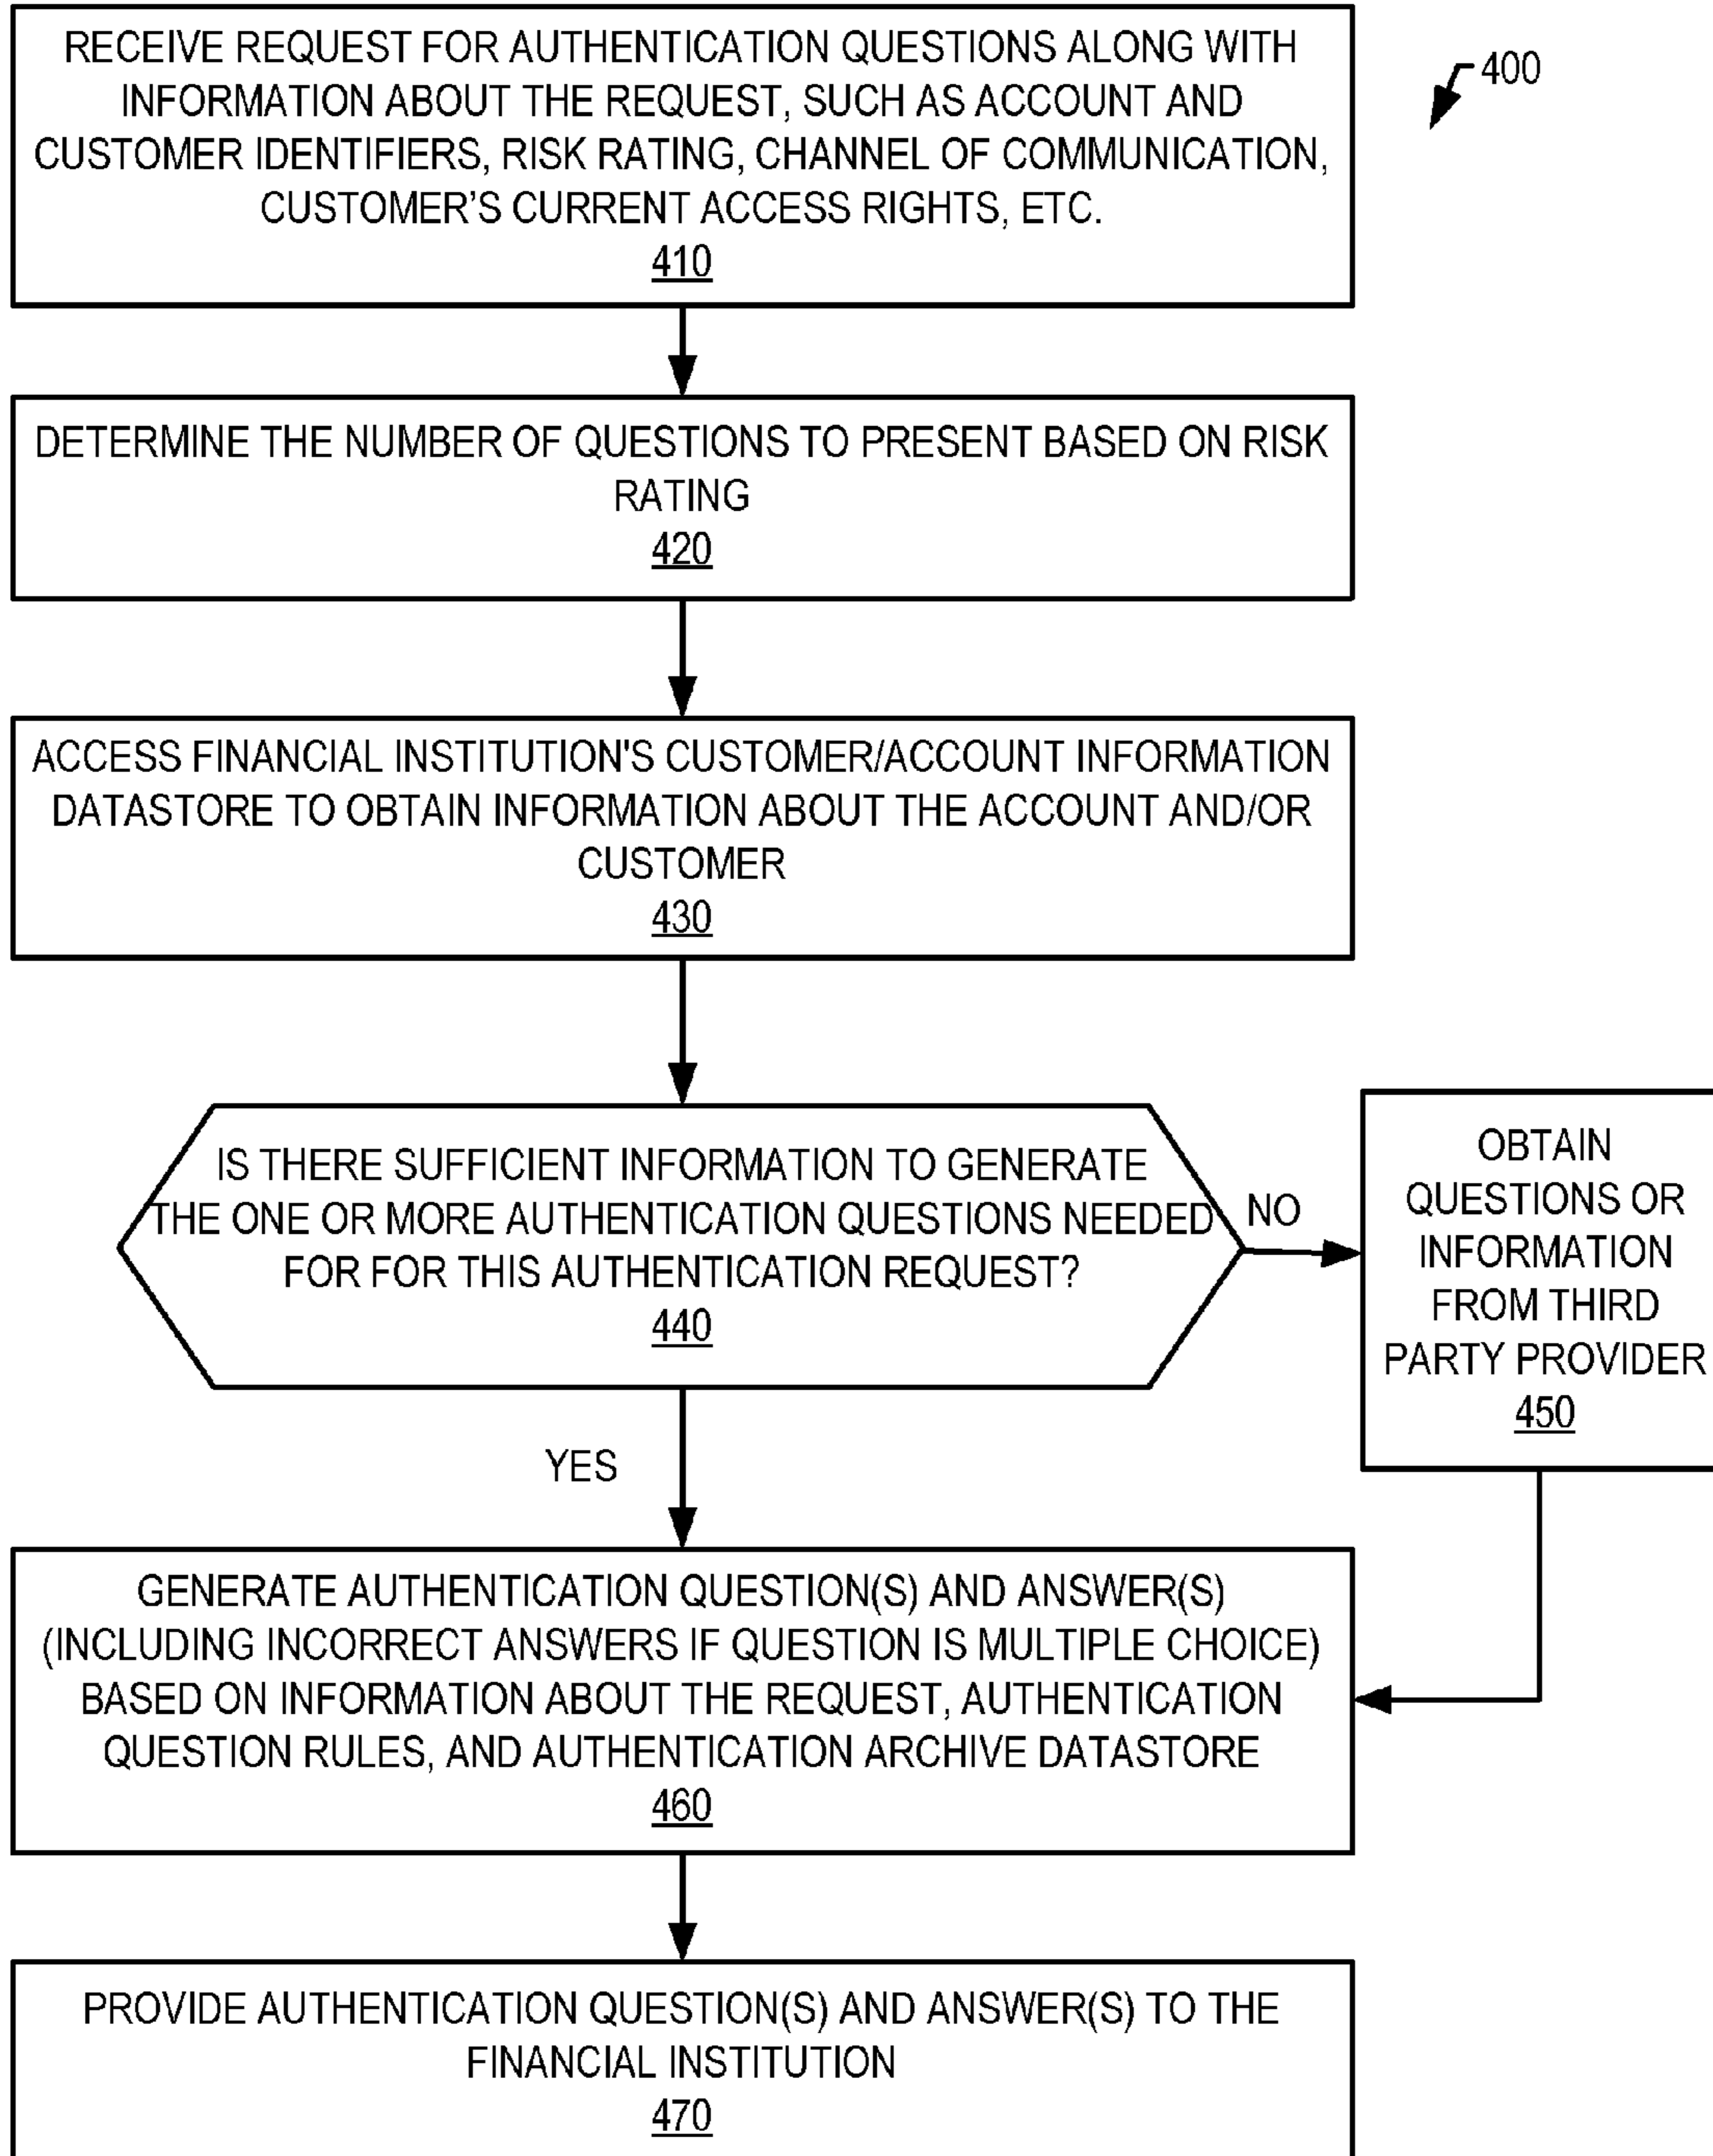 RECEIVE REQUEST FOR AUTHENTICATION QUESTIONS ALONG WITH
INFORMATION ABOUT THE REQUEST, SUCH AS ACCOUNT AND
CUSTOMER IDENTIFIERS, RISK RATING, CHANNEL OF COMMUNICATION,
CUSTOMER'S CURRENT ACCESS RIGHTS, ETC.
410
400
DETERMINE THE NUMBER OF QUESTIONS TO PRESENT BASED ON RISK
RATING
420
ACCESS FINANCIAL INSTITUTION'S CUSTOMER/ACCOUNT INFORMATION
DATASTORE TO OBTAIN INFORMATION ABOUT THE ACCOUNT AND/OR
CUSTOMER
430
IS THERE SUFFICIENT INFORMATION TO GENERATE
THE ONE OR MORE AUTHENTICATION QUESTIONS NEEDED
FOR FOR THIS AUTHENTICATION REQUEST?
440
NO
OBTAIN
QUESTIONS OR
INFORMATION
FROM THIRD
PARTY PROVIDER
450
YES
GENERATE AUTHENTICATION QUESTION(S) AND ANSWER(S)
(INCLUDING INCORRECT ANSWERS IF QUESTION IS MULTIPLE CHOICE)
BASED ON INFORMATION ABOUT THE REQUEST, AUTHENTICATION
QUESTION RULES, AND AUTHENTICATION ARCHIVE DATASTORE
460
PROVIDE AUTHENTICATION QUESTION(S) AND ANSWER(S) TO THE
FINANCIAL INSTITUTION
470